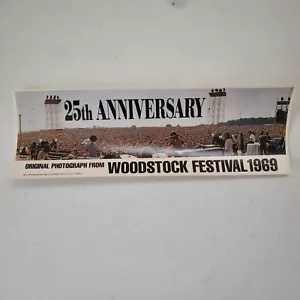 25th ANNIVERSARY
ORIGINAL PHOTOGRAPH FROM WOODSTOCK FESTIVAL 1969